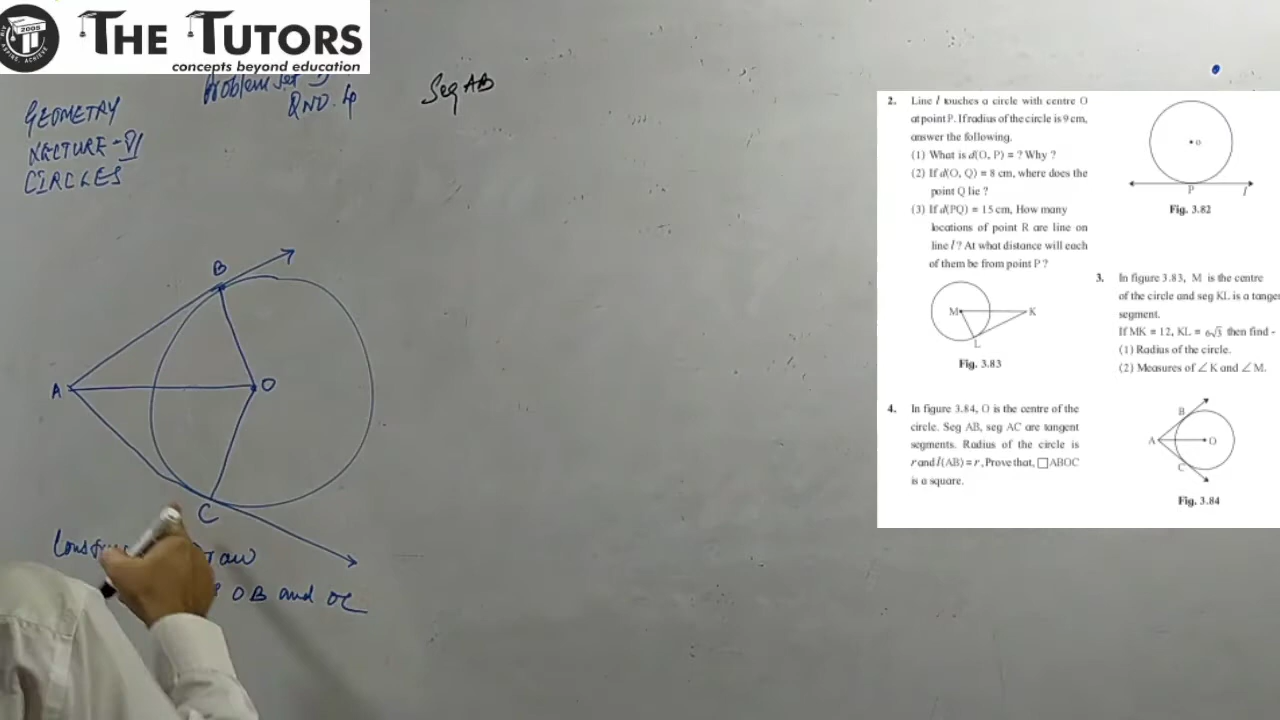 2005
THE TUTORS
concepts beyond education
Problem Set
Q NO. 4
GEOMETRY
LECTURE - VI
CIRCLES
Seg AB
B
A
O
C
Draw
OB and OC
2. Line l touches a circle with centre O
at point P. If radius of the circle is 9 cm,
answer the following.
(1) What is d(O, P) = ? Why ?
(2) If d(O, Q) = 8 cm, where does the
point Q lie ?
(3) If d(PQ) = 15 cm, How many
locations of point R are line on
line l? At what distance will each
of them be from point P ?
O
P
l
Fig. 3.82
M
K
L
Fig. 3.83
3. In figure 3.83, M is the centre
of the circle and seg KL is a tange
segment.
If MK = 12, KL = 6√3 then find -
(1) Radius of the circle.
(2) Measures of ∠K and ∠M.
4. In figure 3.84, O is the centre of the
circle. Seg AB, seg AC are tangent
segments. Radius of the circle is
r and l(AB) = r, Prove that, □ABOC
is a square.
B
A
O
C
Fig. 3.84